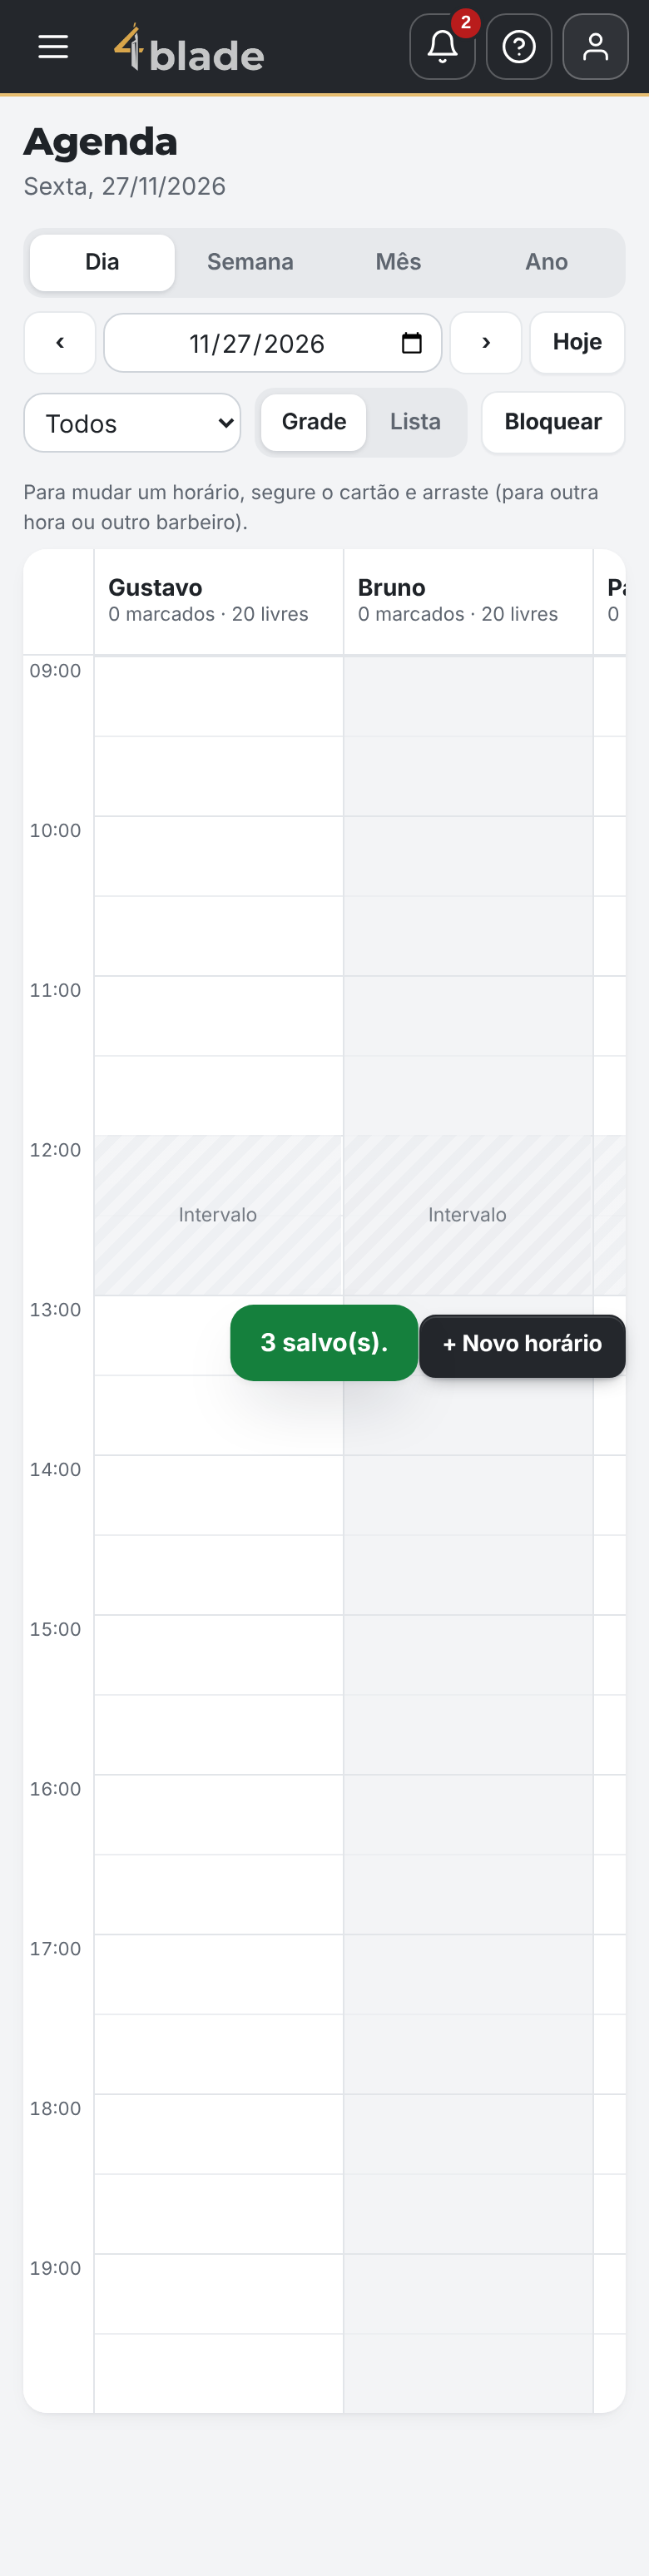 2
4blade
Agenda
Sexta, 27/11/2026
Dia Semana Mês Ano
‹ 11/27/2026 › Hoje
Todos Grade Lista Bloquear
Para mudar um horário, segure o cartão e arraste (para outra
hora ou outro barbeiro).
Gustavo Bruno
0 marcados · 20 livres 0 marcados · 20 livres 0
09:00
10:00
11:00
12:00
Intervalo Intervalo
13:00
3 salvo(s). + Novo horário
14:00
15:00
16:00
17:00
18:00
19:00